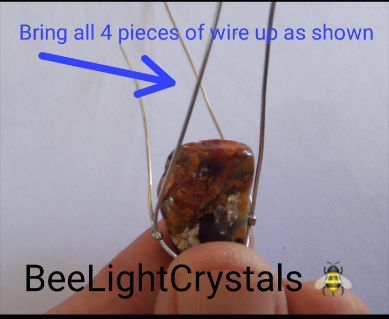 Bring all 4 pieces of wire up as shown
BeeLightCrystals 🐝